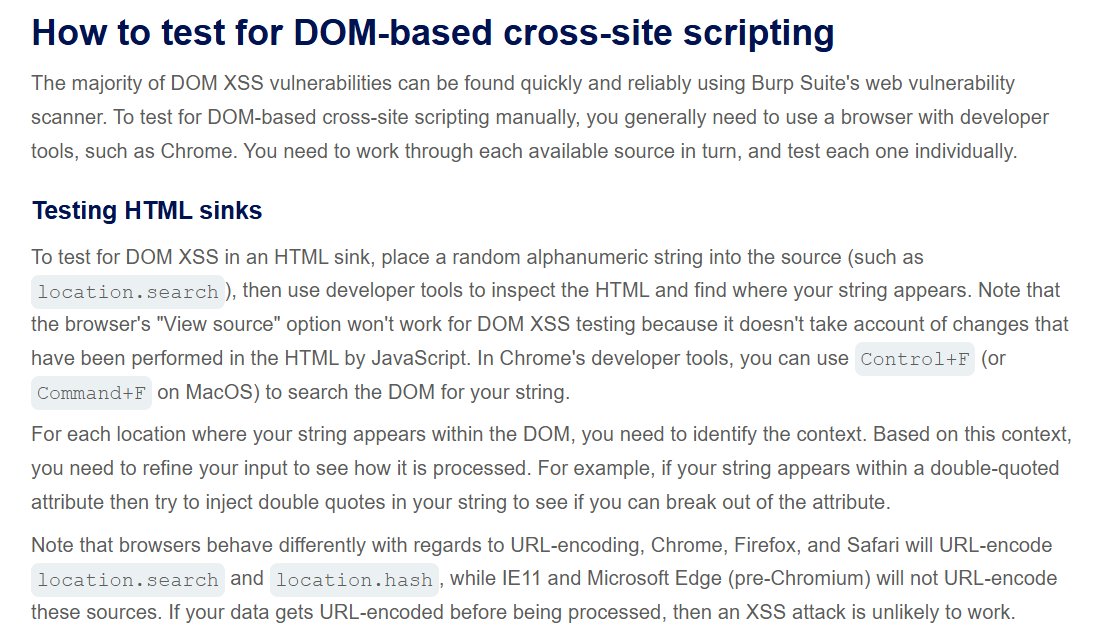 How to test for DOM-based cross-site scripting
The majority of DOM XSS vulnerabilities can be found quickly and reliably using Burp Suite's web vulnerability
scanner. To test for DOM-based cross-site scripting manually, you generally need to use a browser with developer
tools, such as Chrome. You need to work through each available source in turn, and test each one individually.
Testing HTML sinks
To test for DOM XSS in an HTML sink, place a random alphanumeric string into the source (such as
location.search), then use developer tools to inspect the HTML and find where your string appears. Note that
the browser's "View source" option won't work for DOM XSS testing because it doesn't take account of changes that
have been performed in the HTML by JavaScript. In Chrome's developer tools, you can use Control+F (or
Command+F on MacOS) to search the DOM for your string.
For each location where your string appears within the DOM, you need to identify the context. Based on this context,
you need to refine your input to see how it is processed. For example, if your string appears within a double-quoted
attribute then try to inject double quotes in your string to see if you can break out of the attribute.
Note that browsers behave differently with regards to URL-encoding, Chrome, Firefox, and Safari will URL-encode
location.search and location.hash, while IE11 and Microsoft Edge (pre-Chromium) will not URL-encode
these sources. If your data gets URL-encoded before being processed, then an XSS attack is unlikely to work.